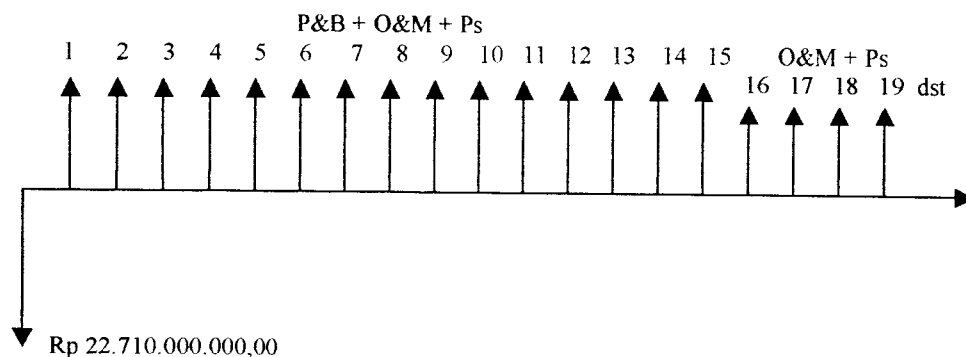 P&B + O&M + Ps
1 2 3 4 5 6 7 8 9 10 11 12 13 14 15
O&M + Ps
16 17 18 19 dst
Rp 22.710.000.000,00